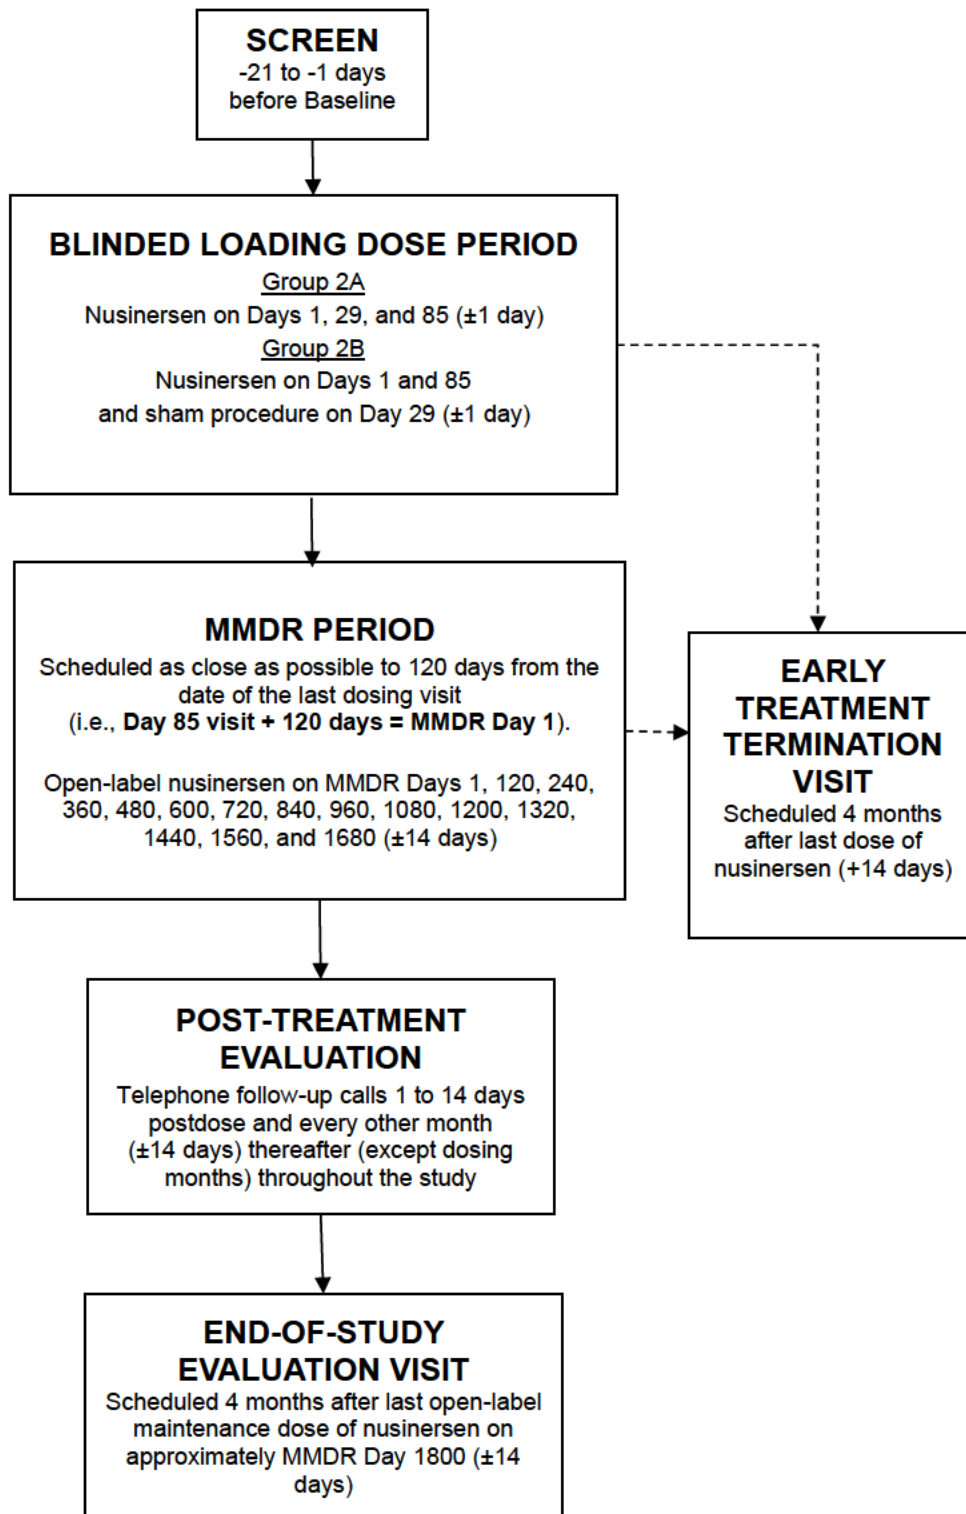 SCREEN
-21 to -1 days
before Baseline
BLINDED LOADING DOSE PERIOD
Group 2A
Nusinersen on Days 1, 29, and 85 (±1 day)
Group 2B
Nusinersen on Days 1 and 85
and sham procedure on Day 29 (±1 day)
MMDR PERIOD
Scheduled as close as possible to 120 days from the
date of the last dosing visit
(i.e., Day 85 visit + 120 days = MMDR Day 1).
Open-label nusinersen on MMDR Days 1, 120, 240,
360, 480, 600, 720, 840, 960, 1080, 1200, 1320,
1440, 1560, and 1680 (±14 days)
EARLY
TREATMENT
TERMINATION
VISIT
Scheduled 4 months
after last dose of
nusinersen (+14 days)
POST-TREATMENT
EVALUATION
Telephone follow-up calls 1 to 14 days
postdose and every other month
(±14 days) thereafter (except dosing
months) throughout the study
END-OF-STUDY
EVALUATION VISIT
Scheduled 4 months after last open-label
maintenance dose of nusinersen on
approximately MMDR Day 1800 (±14
days)